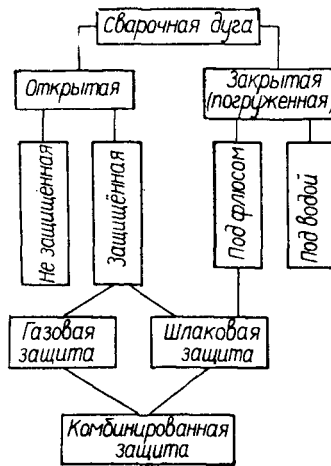 Сварочная дуга
Открытая
Закрытая
(погруженная)
Не защищённая
Защищённая
Под флюсом
Под водой
Газовая
защита
Шлаковая
защита
Комбинированная
защита